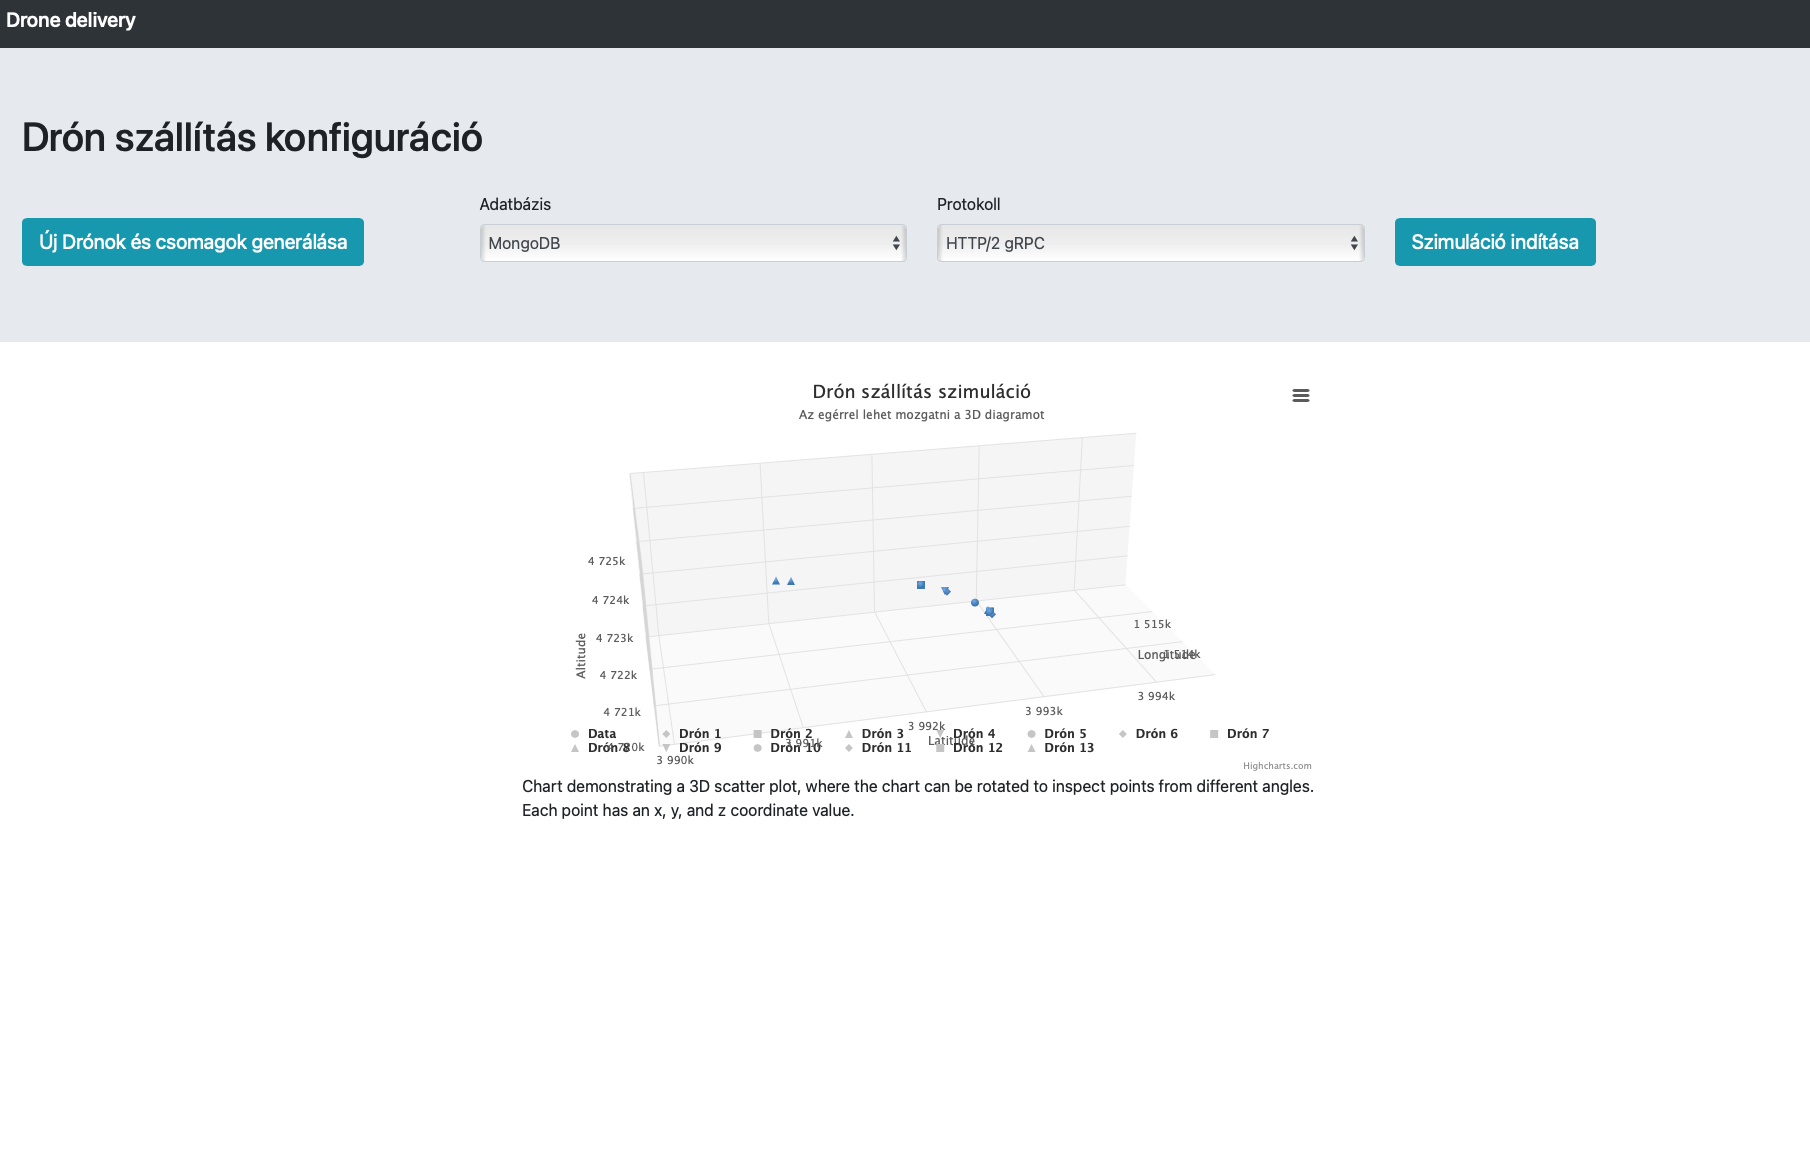 Drone delivery
Drón szállítás konfiguráció
Adatbázis
Protokoll
Új Drónok és csomagok generálása
MongoDB
HTTP/2 gRPC
Szimuláció indítása
Drón szállítás szimuláció
Az egérrel lehet mozgatni a 3D diagramot
4 725k
4 724k
4 723k
4 722k
4 721k
4 720k
Altitude
1 515k
1 514k
Longitude
3 990k
3 991k
3 992k
3 993k
3 994k
Latitude
Data Drón 1 Drón 2 Drón 3 Drón 4 Drón 5 Drón 6 Drón 7
Drón 8 Drón 9 Drón 10 Drón 11 Drón 12 Drón 13
Highcharts.com
Chart demonstrating a 3D scatter plot, where the chart can be rotated to inspect points from different angles.
Each point has an x, y, and z coordinate value.